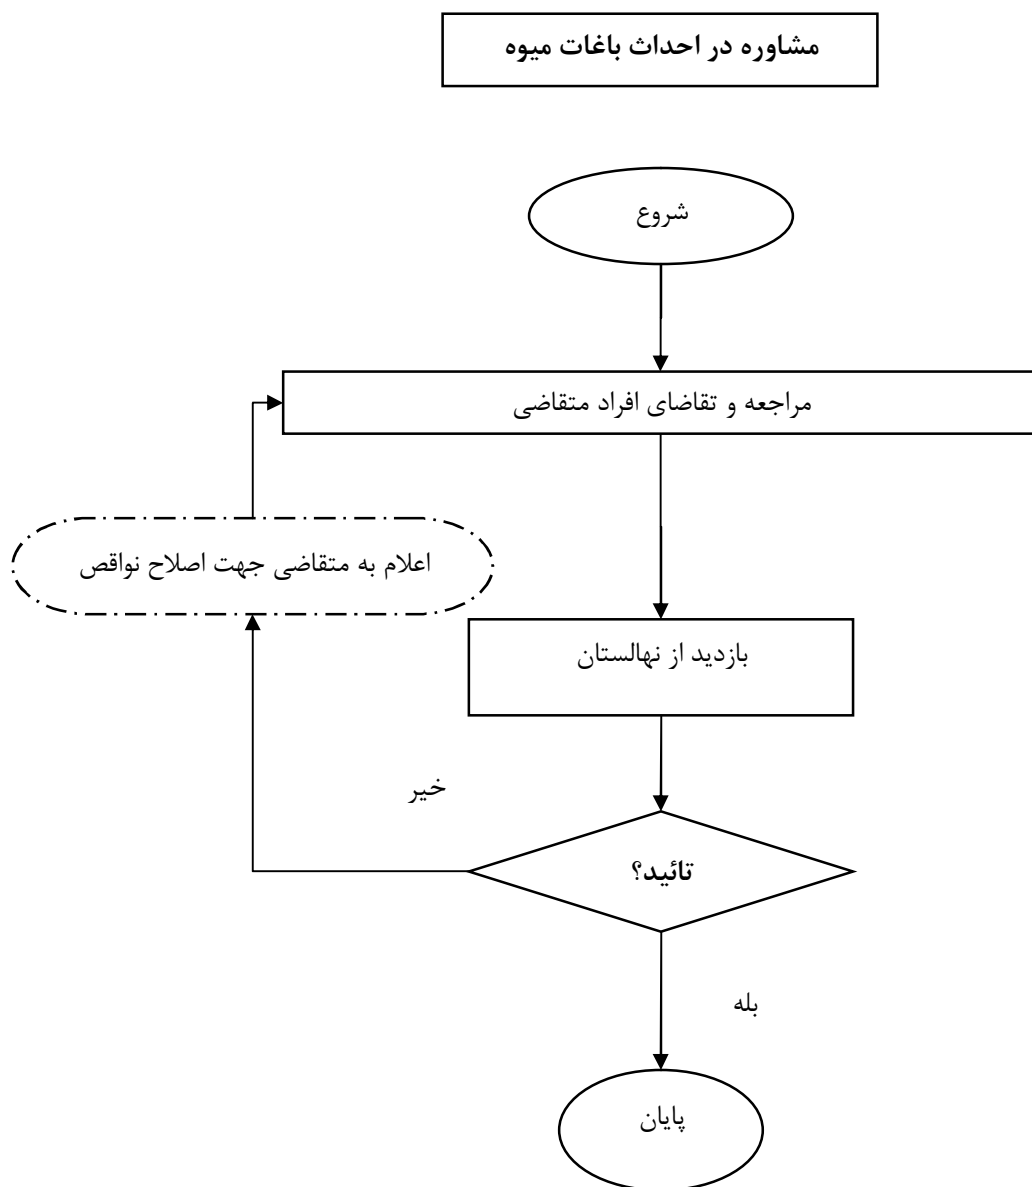 مشاوره در احداث باغات میوه
شروع
مراجعه و تقاضای افراد متقاضی
اعلام به متقاضی جهت اصلاح نواقص
بازدید از نهالستان
خیر
تائید؟
بله
پایان